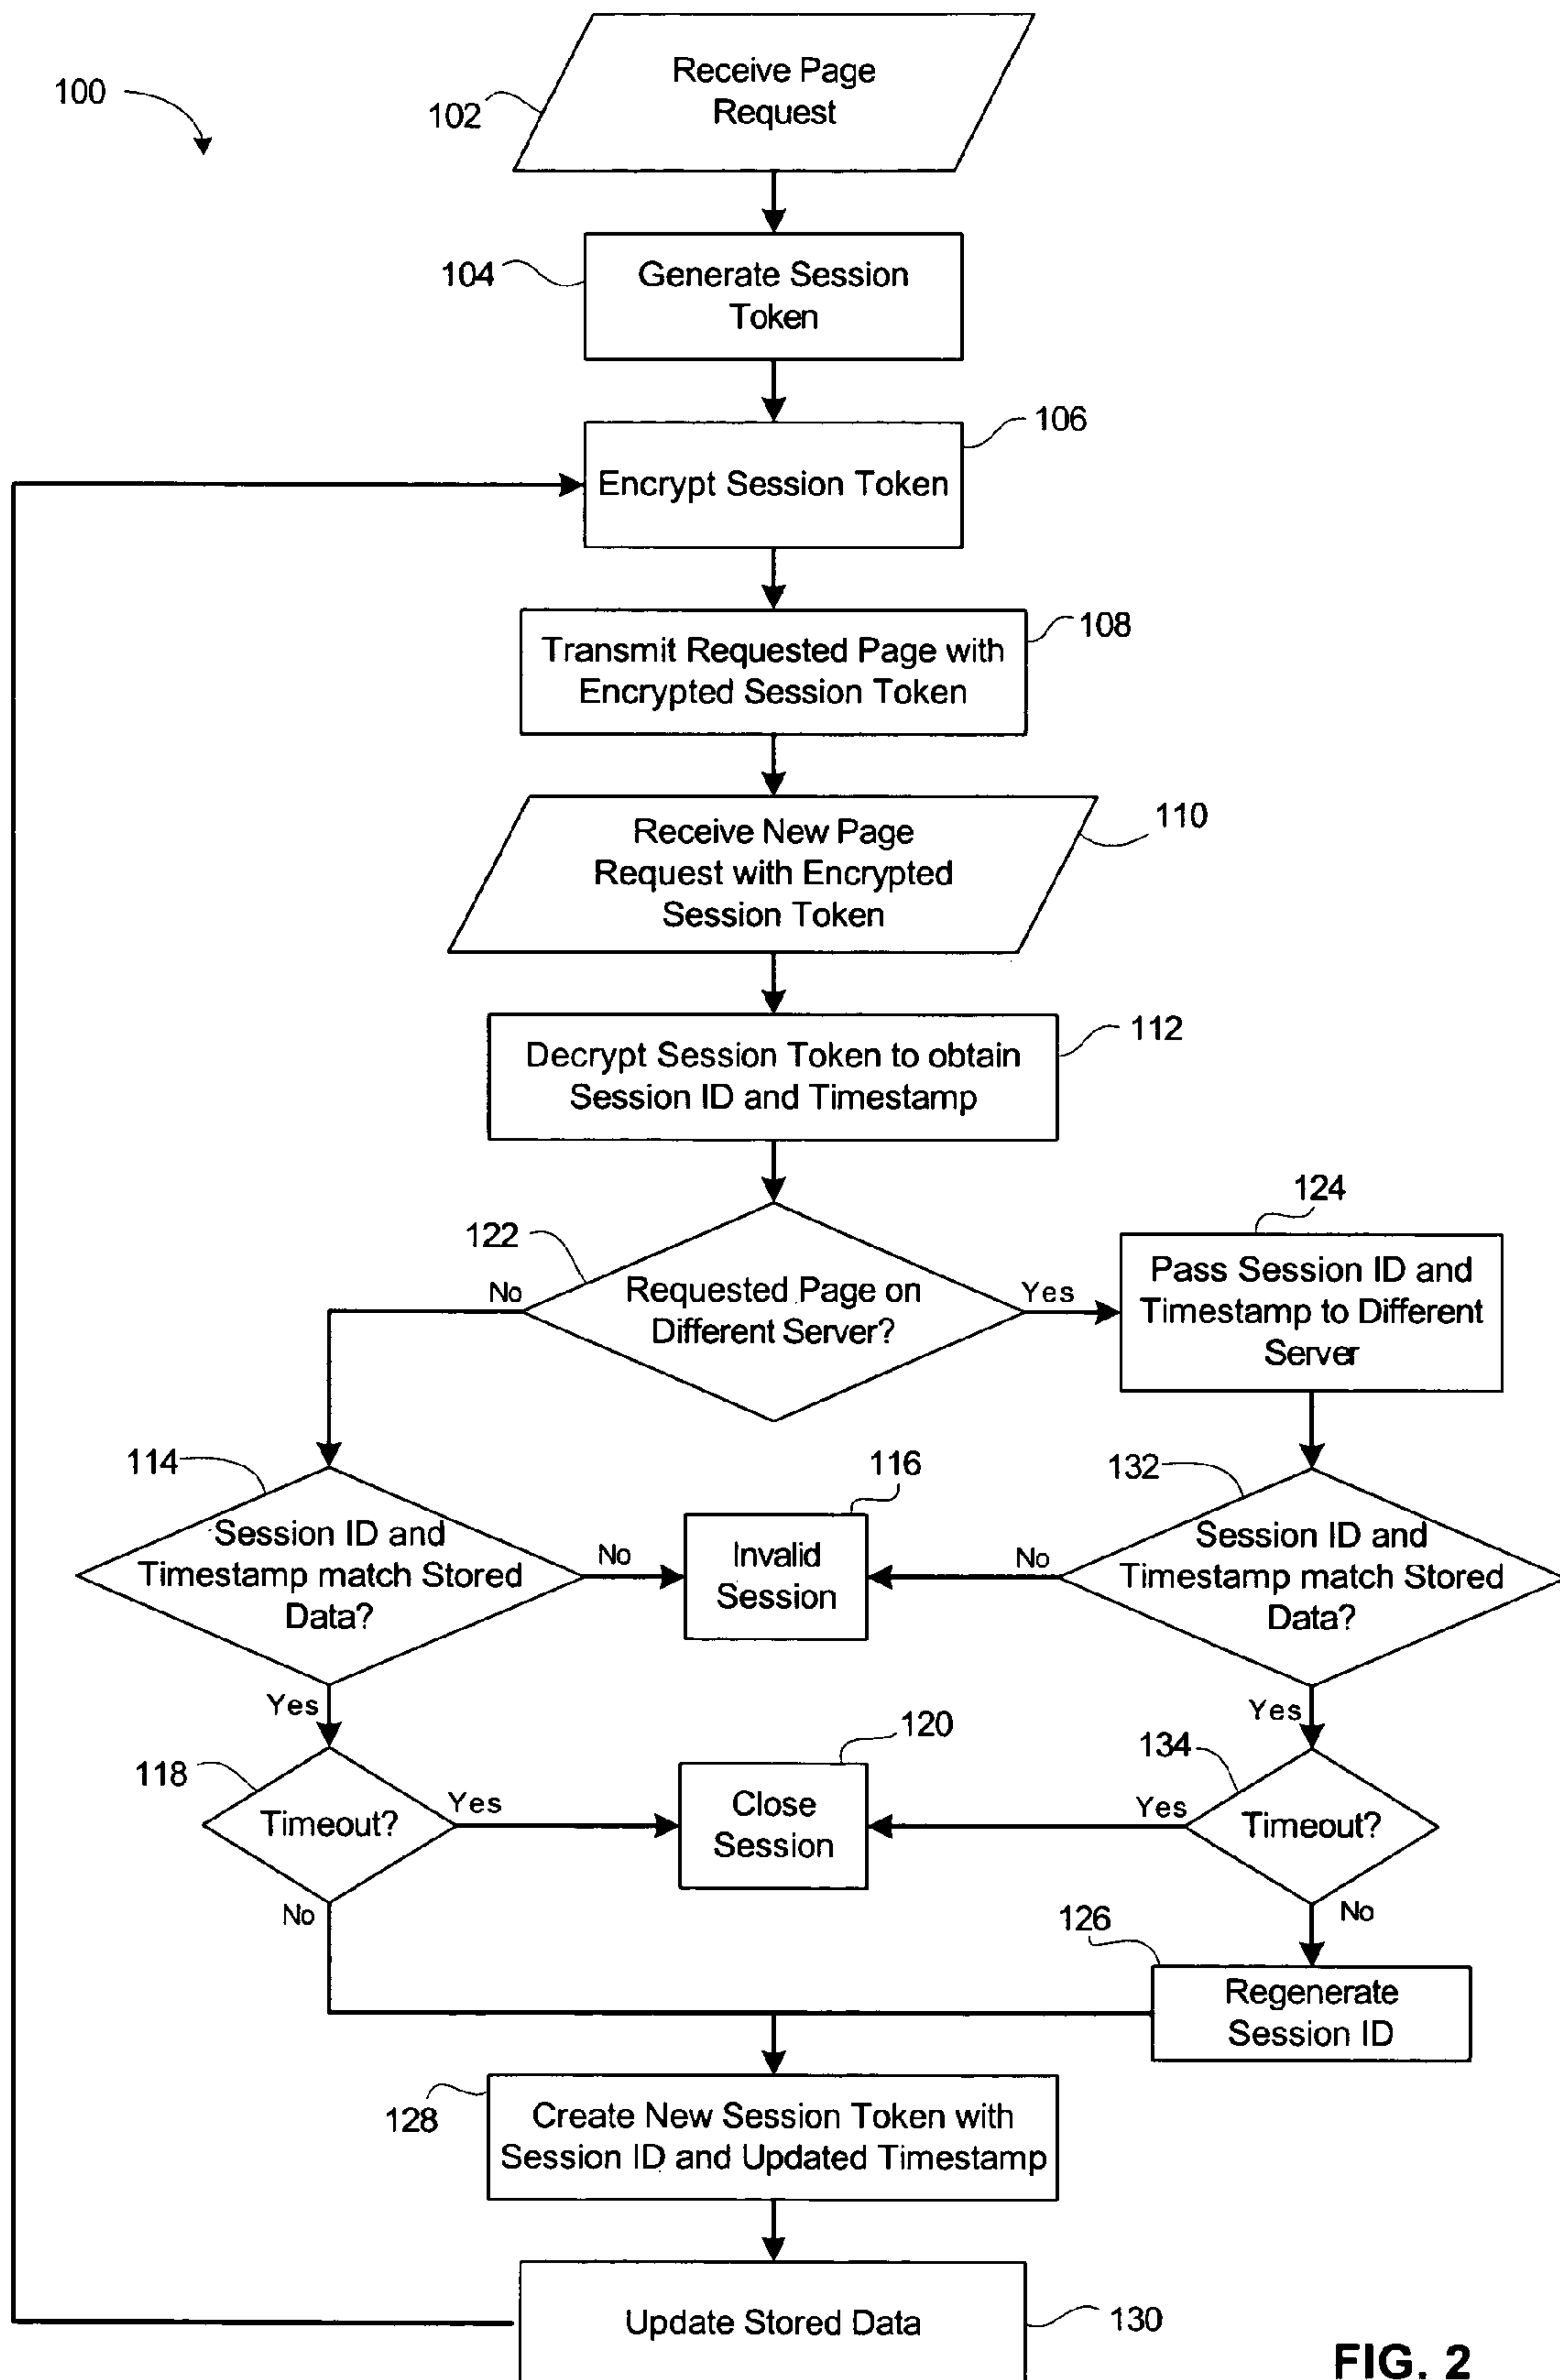 Receive Page
Request
100
102
104
Generate Session
Token
106
Encrypt Session Token
108
Transmit Requested Page with
Encrypted Session Token
110
Receive New Page
Request with Encrypted
Session Token
112
Decrypt Session Token to obtain
Session ID and Timestamp
124
122
No
Requested Page on
Different Server?
Yes
Pass Session ID and
Timestamp to Different
Server
114
116
132
Session ID and
Timestamp match Stored
Data?
No
Invalid
Session
No
Session ID and
Timestamp match Stored
Data?
Yes
Yes
120
118
134
Timeout?
Yes
Close
Session
Yes
Timeout?
No
No
126
Regenerate
Session ID
128
Create New Session Token with
Session ID and Updated Timestamp
Update Stored Data
130
FIG. 2